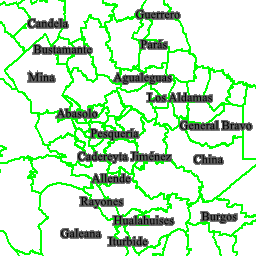 Guerrero
Candela
Parás
Bustamante
Mina
Agualeguas
Los Aldamas
Abasolo
General Bravo
Pesquería
Cadereyta Jiménez
China
Allende
Rayones
Hualahuises
Burgos
Galeana
Iturbide